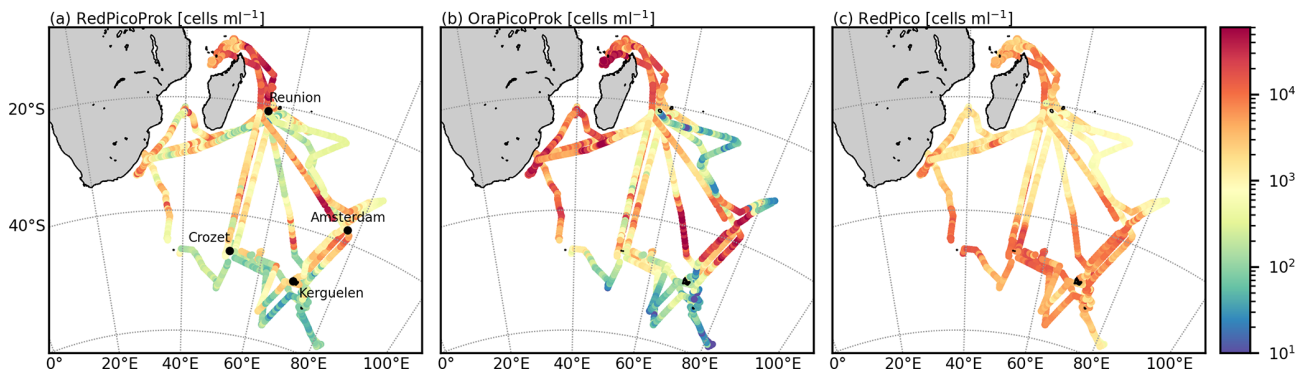 (a) RedPicoProk [cells ml⁻¹]
(b) OraPicoProk [cells ml⁻¹]
(c) RedPico [cells ml⁻¹]
20°S
40°S
Reunion
Amsterdam
Crozet
Kerguelen
10⁴
10³
10²
10¹
0° 20°E 40°E 60°E 80°E 100°E
0° 20°E 40°E 60°E 80°E 100°E
0° 20°E 40°E 60°E 80°E 100°E